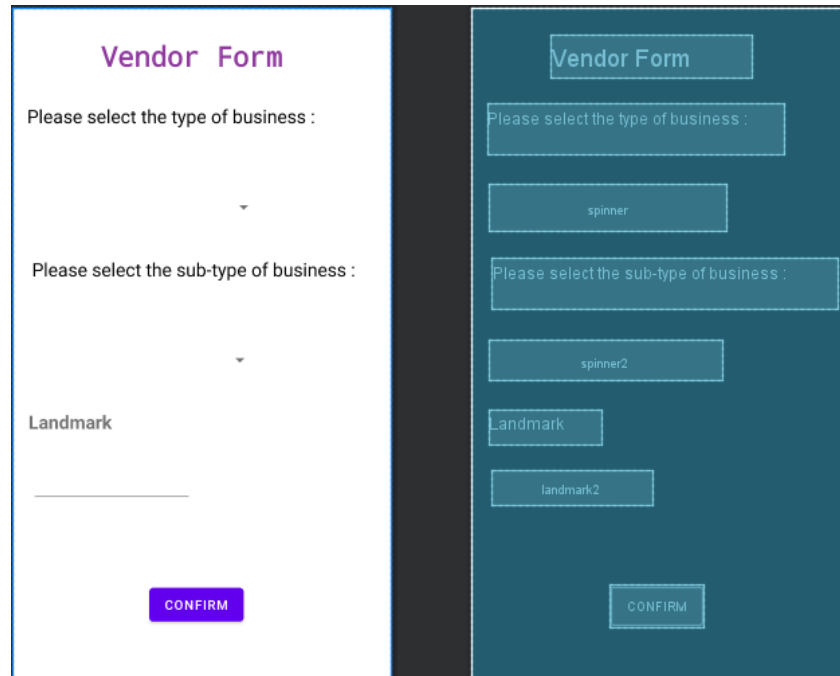 Vendor Form
Please select the type of business :
Please select the sub-type of business :
Landmark
CONFIRM
Vendor Form
Please select the type of business :
spinner
Please select the sub-type of business :
spinner2
Landmark
landmark2
CONFIRM